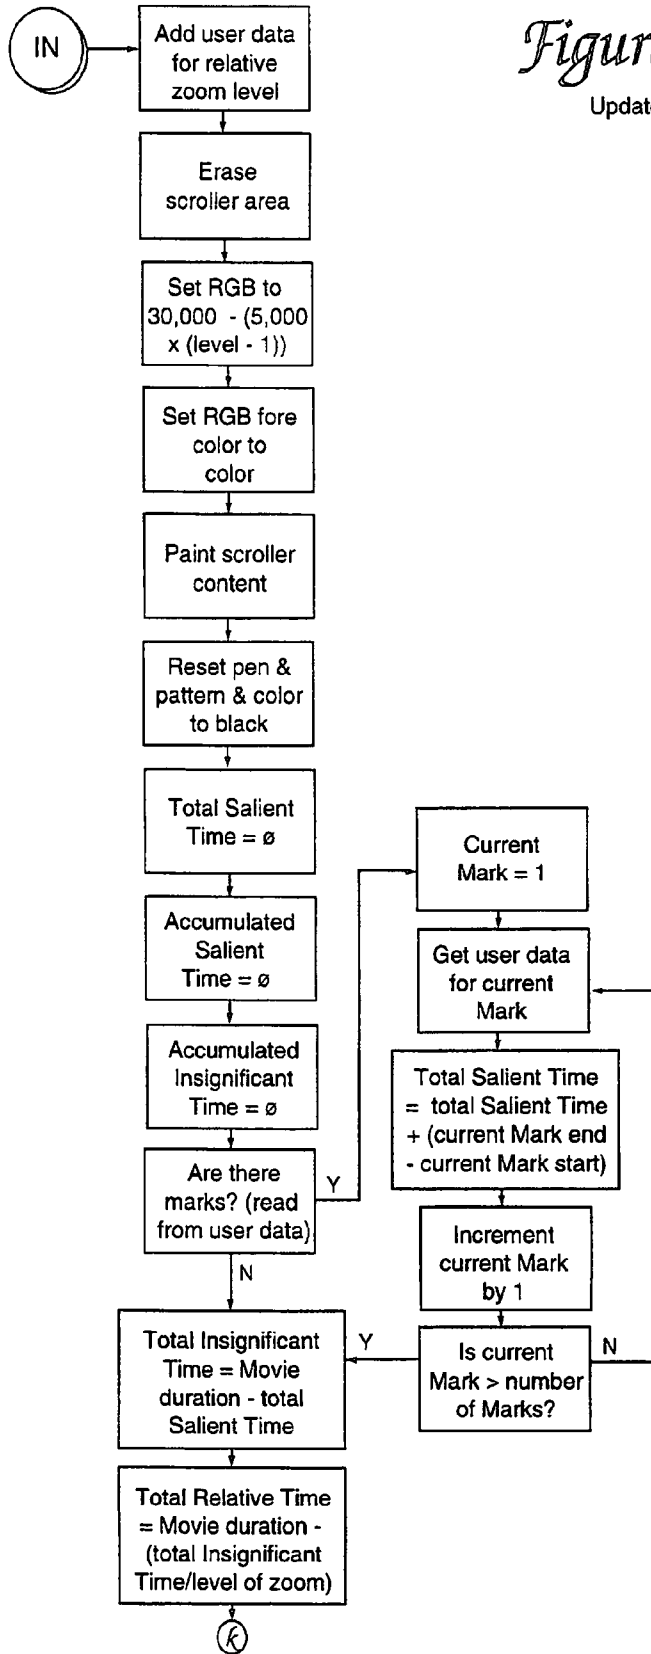 IN
Add user data
for relative
zoom level
Figur
Update
Erase
scroller area
Set RGB to
30,000 - (5,000
x (level - 1))
Set RGB fore
color to
color
Paint scroller
content
Reset pen &
pattern & color
to black
Total Salient
Time = ø
Accumulated
Salient
Time = ø
Accumulated
Insignificant
Time = ø
Are there
marks? (read
from user data)
Y
N
Current
Mark = 1
Get user data
for current
Mark
Total Salient Time
= total Salient Time
+ (current Mark end
- current Mark start)
Increment
current Mark
by 1
Is current
Mark > number
of Marks?
Y
N
Total Insignificant
Time = Movie
duration - total
Salient Time
Total Relative Time
= Movie duration -
(total Insignificant
Time/level of zoom)
k